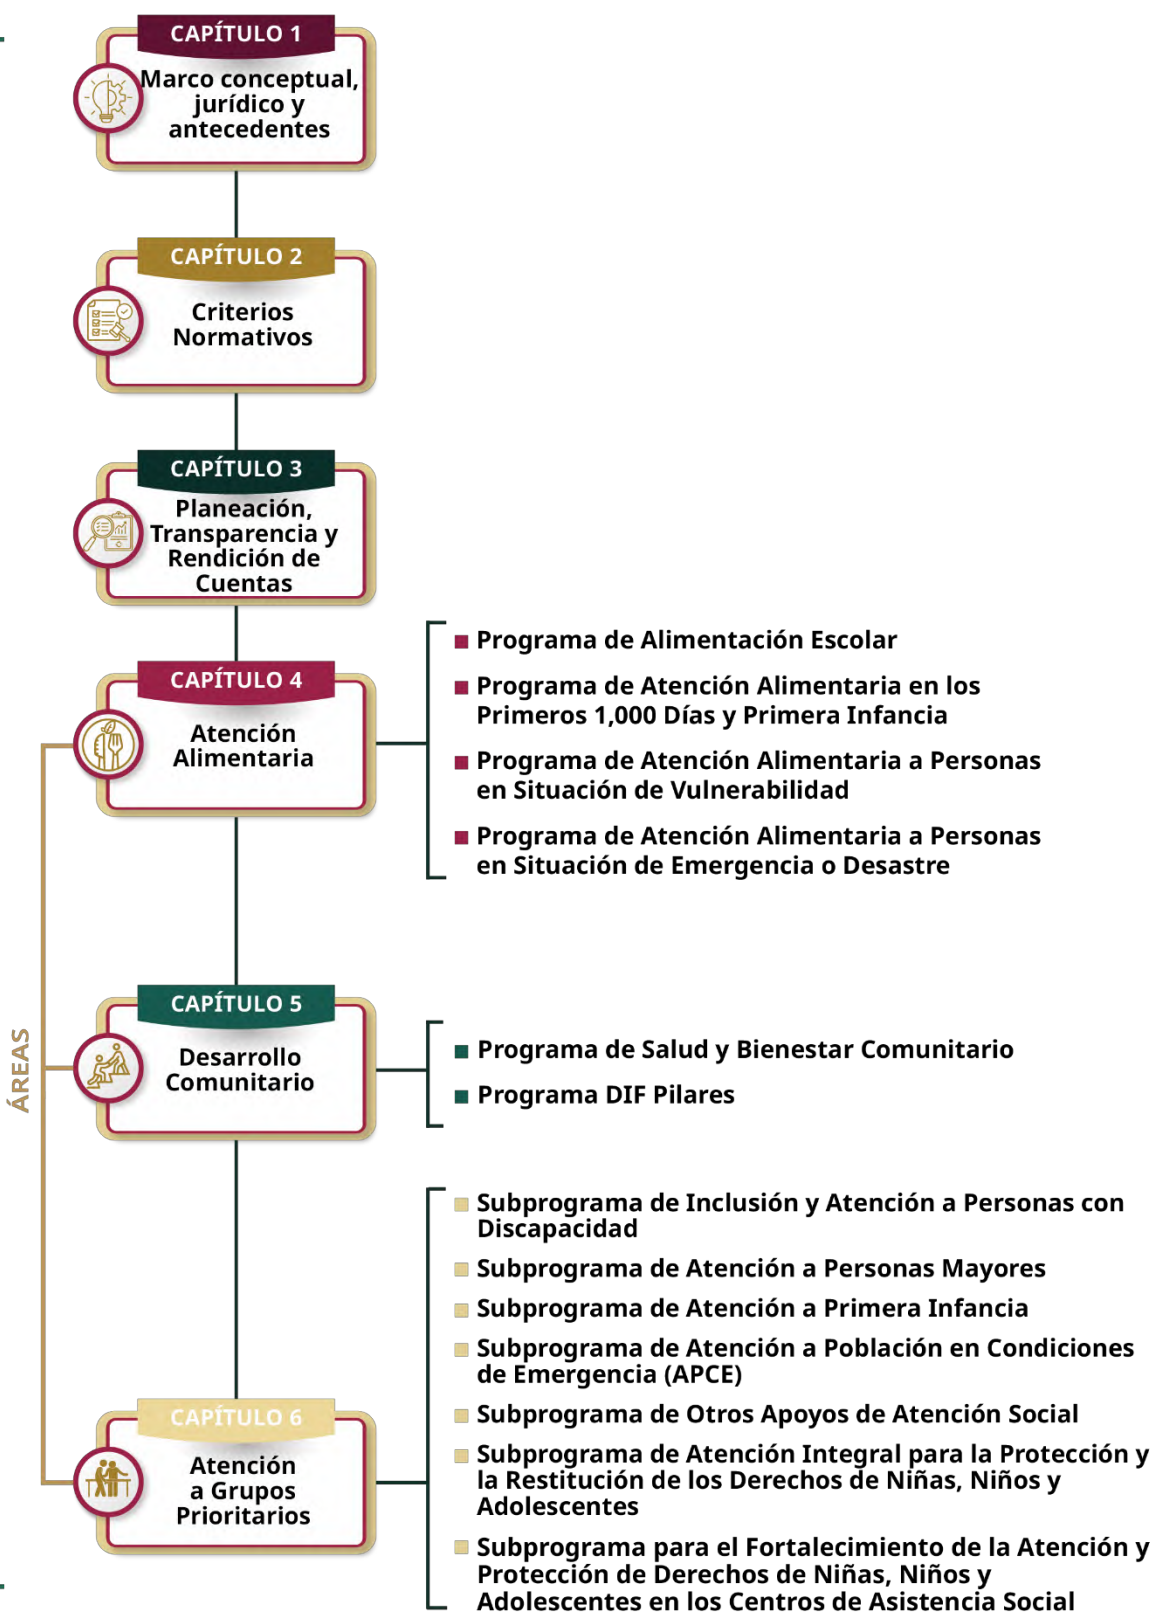 CAPÍTULO 1
Marco conceptual,
jurídico y
antecedentes
CAPÍTULO 2
Criterios
Normativos
CAPÍTULO 3
Planeación,
Transparencia y
Rendición de
Cuentas
CAPÍTULO 4
Atención
Alimentaria
Programa de Alimentación Escolar
Programa de Atención Alimentaria en los
Primeros 1,000 Días y Primera Infancia
Programa de Atención Alimentaria a Personas
en Situación de Vulnerabilidad
Programa de Atención Alimentaria a Personas
en Situación de Emergencia o Desastre
ÁREAS
CAPÍTULO 5
Desarrollo
Comunitario
Programa de Salud y Bienestar Comunitario
Programa DIF Pilares
CAPÍTULO 6
Atención
a Grupos
Prioritarios
Subprograma de Inclusión y Atención a Personas con
Discapacidad
Subprograma de Atención a Personas Mayores
Subprograma de Atención a Primera Infancia
Subprograma de Atención a Población en Condiciones
de Emergencia (APCE)
Subprograma de Otros Apoyos de Atención Social
Subprograma de Atención Integral para la Protección y
la Restitución de los Derechos de Niñas, Niños y
Adolescentes
Subprograma para el Fortalecimiento de la Atención y
Protección de Derechos de Niñas, Niños y
Adolescentes en los Centros de Asistencia Social